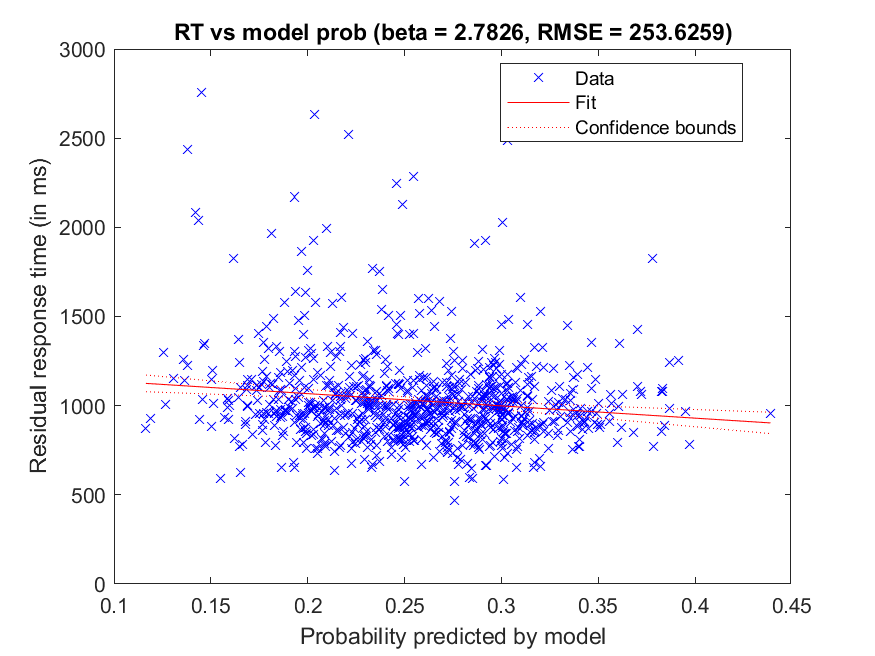 RT vs model prob (beta = 2.7826, RMSE = 253.6259)
3000
2500
2000
1500
1000
500
0
Residual response time (in ms)
Data
Fit
Confidence bounds
0.1 0.15 0.2 0.25 0.3 0.35 0.4 0.45
Probability predicted by model